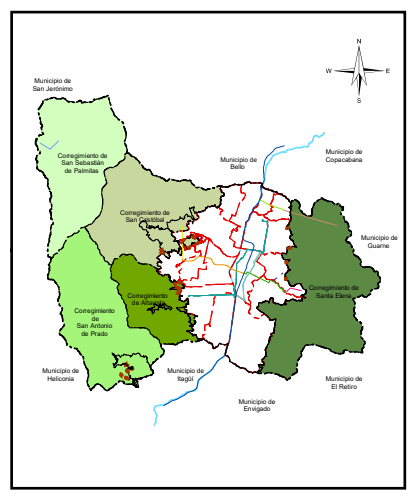 N
W
E
S
Municipio de
San Jerónimo
Municipio de
Copacabana
Corregimiento de
San Sebastián
de Palmitas
Municipio de
Bello
Corregimiento de
San Cristóbal
Municipio de
Guarne
Corregimiento de
Santa Elena
Corregimiento
de Altavista
Corregimiento
de
San Antonio
de Prado
Municipio de
Heliconia
Municipio de
Itagüí
Municipio de
El Retiro
Municipio de
Envigado